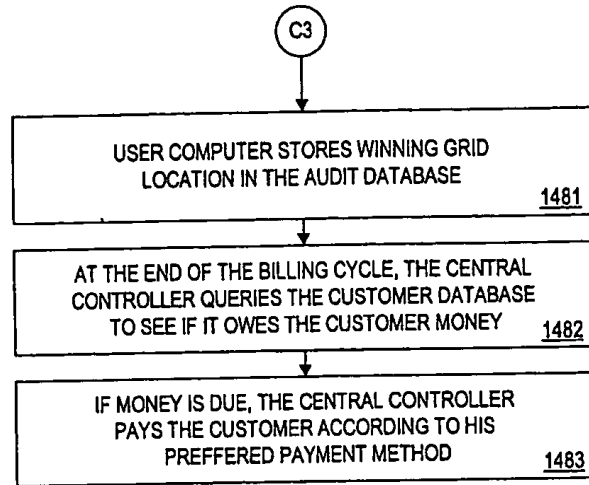 C3
USER COMPUTER STORES WINNING GRID
LOCATION IN THE AUDIT DATABASE
1481
AT THE END OF THE BILLING CYCLE, THE CENTRAL
CONTROLLER QUERIES THE CUSTOMER DATABASE
TO SEE IF IT OWES THE CUSTOMER MONEY
1482
IF MONEY IS DUE, THE CENTRAL CONTROLLER
PAYS THE CUSTOMER ACCORDING TO HIS
PREFFERED PAYMENT METHOD
1483